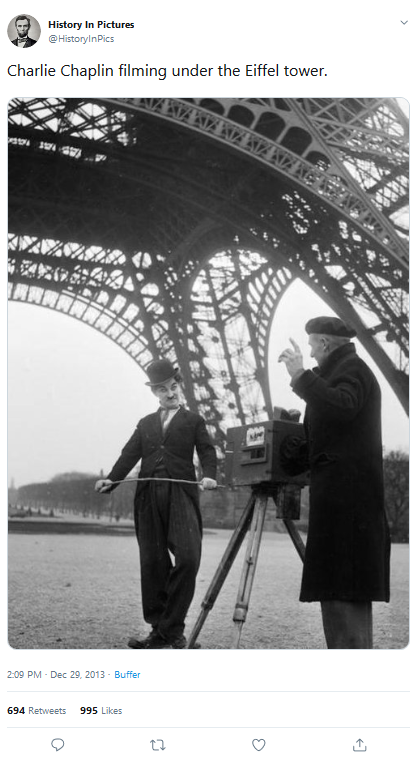 History In Pictures
@HistoryInPics
Charlie Chaplin filming under the Eiffel tower.
2:09 PM · Dec 29, 2013 · Buffer
694 Retweets 995 Likes